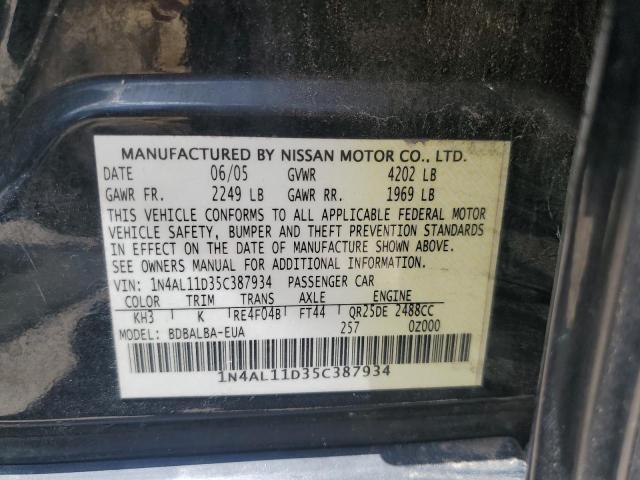 MANUFACTURED BY NISSAN MOTOR CO., LTD.
DATE 06/05 GVWR 4202 LB
GAWR FR. 2249 LB GAWR RR. 1969 LB
THIS VEHICLE CONFORMS TO ALL APPLICABLE FEDERAL MOTOR
VEHICLE SAFETY, BUMPER AND THEFT PREVENTION STANDARDS
IN EFFECT ON THE DATE OF MANUFACTURE SHOWN ABOVE.
SEE OWNERS MANUAL FOR ADDITIONAL INFORMATION.
VIN: 1N4AL11D35C387934 PASSENGER CAR
COLOR TRIM TRANS AXLE ENGINE
KH3 K RE4F04B FT44 QR25DE 2488CC
MODEL: BDBALBA-EUA 257 0Z000
1N4AL11D35C387934